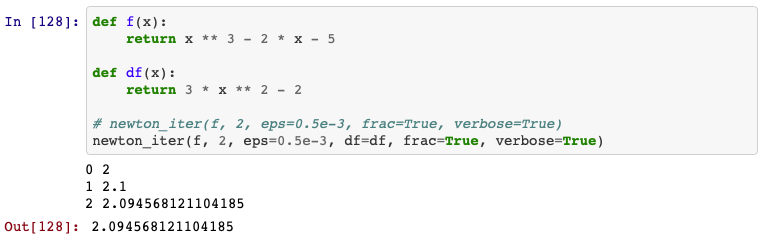 In [128]: def f(x):
    return x ** 3 - 2 * x - 5

def df(x):
    return 3 * x ** 2 - 2

# newton_iter(f, 2, eps=0.5e-3, frac=True, verbose=True)
newton_iter(f, 2, eps=0.5e-3, df=df, frac=True, verbose=True)
0 2
1 2.1
2 2.094568121104185
Out[128]: 2.094568121104185